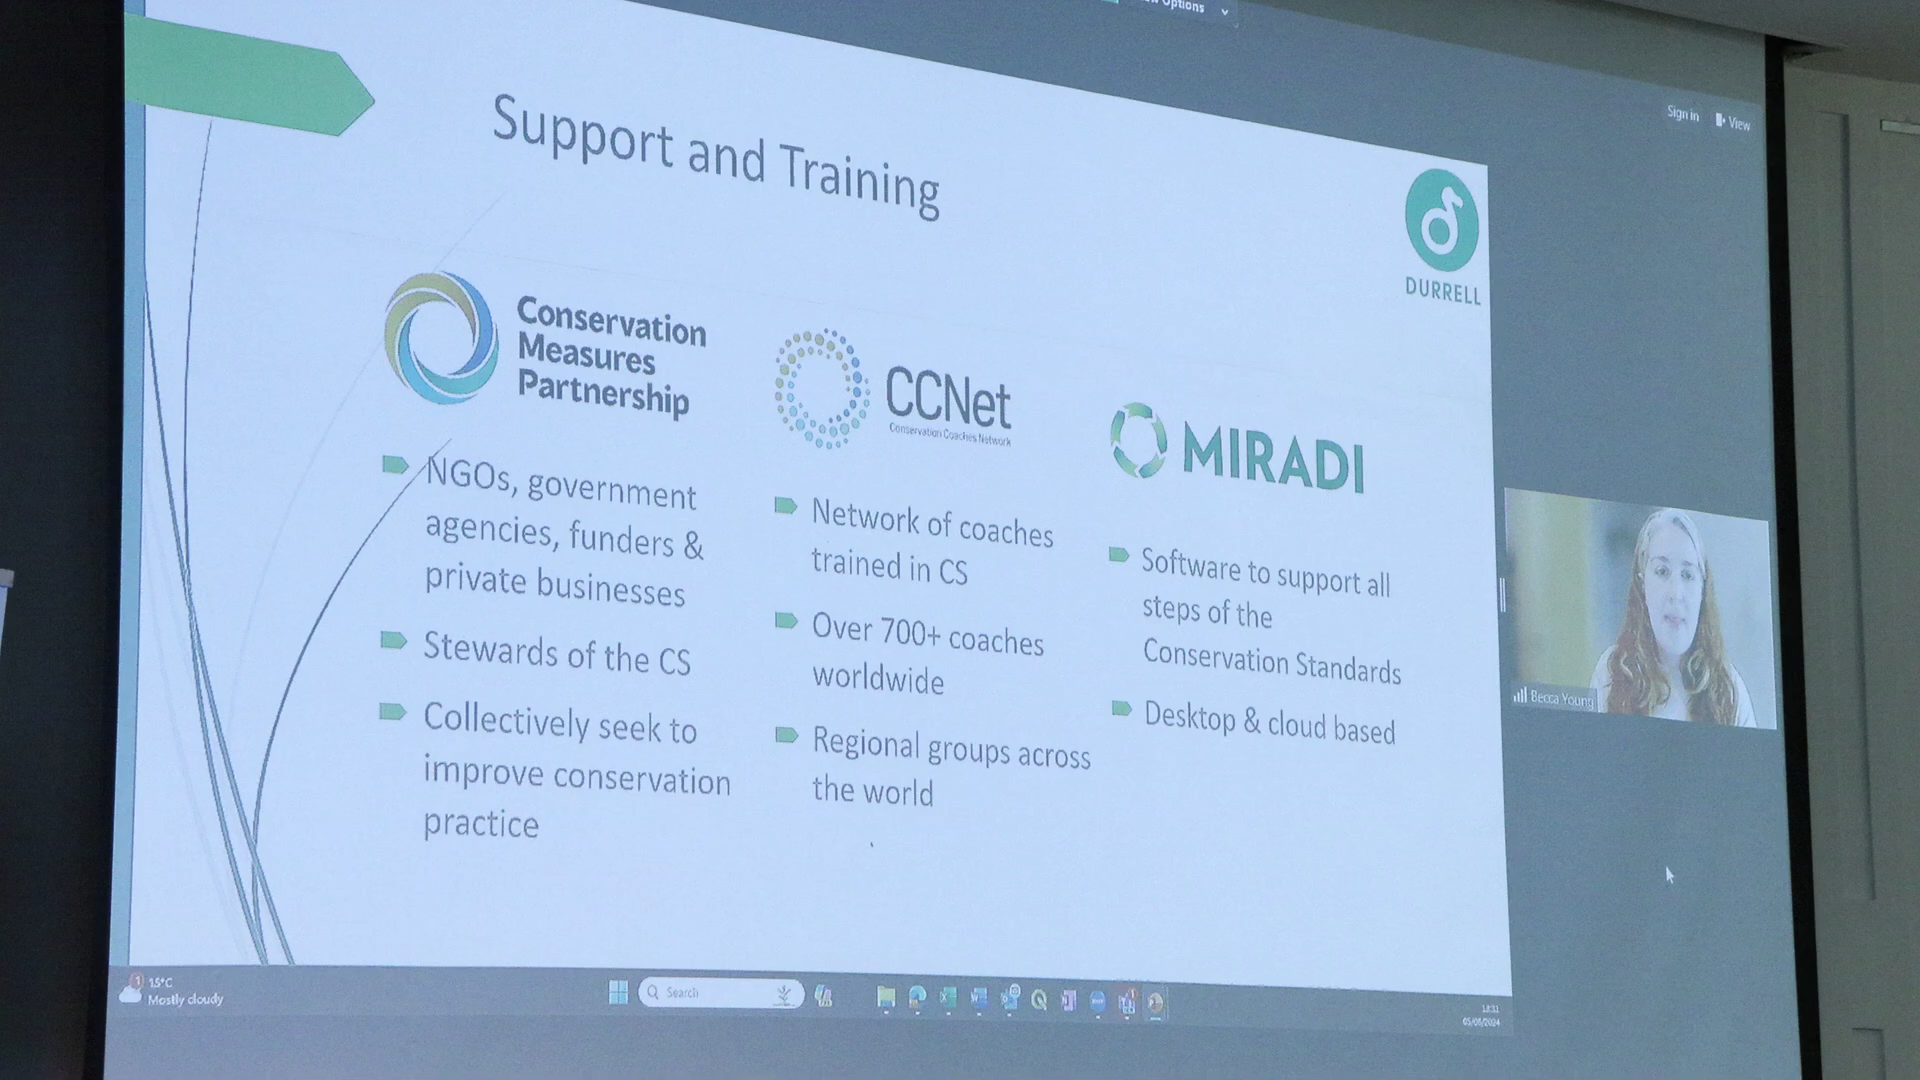 Options
Sign in
View
Support and Training
DURRELL
Conservation
Measures
Partnership
NGOs, government
agencies, funders &
private businesses
Stewards of the CS
Collectively seek to
improve conservation
practice
CCNet
Conservation Coaches Network
Network of coaches
trained in CS
Over 700+ coaches
worldwide
Regional groups across
the world
MIRADI
Software to support all
steps of the
Conservation Standards
Desktop & cloud based
Becca Young
1
15°C
Mostly cloudy
Search